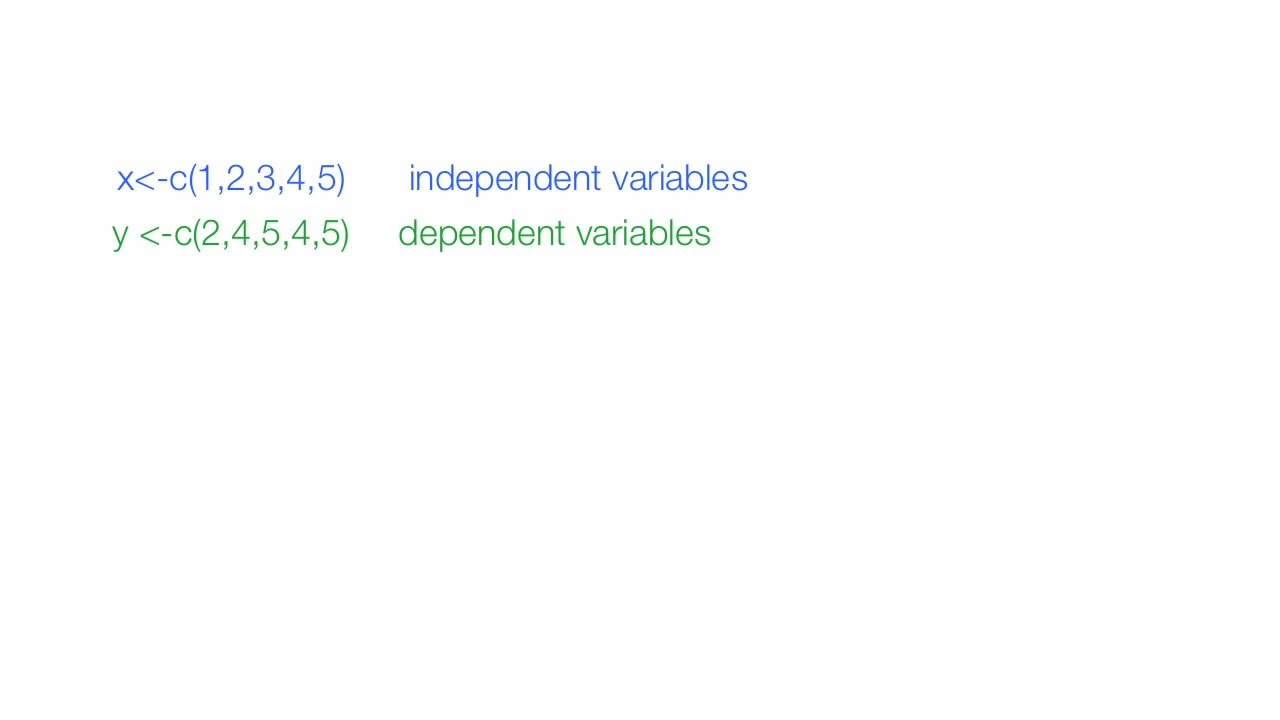 x<-c(1,2,3,4,5) independent variables
y <-c(2,4,5,4,5) dependent variables